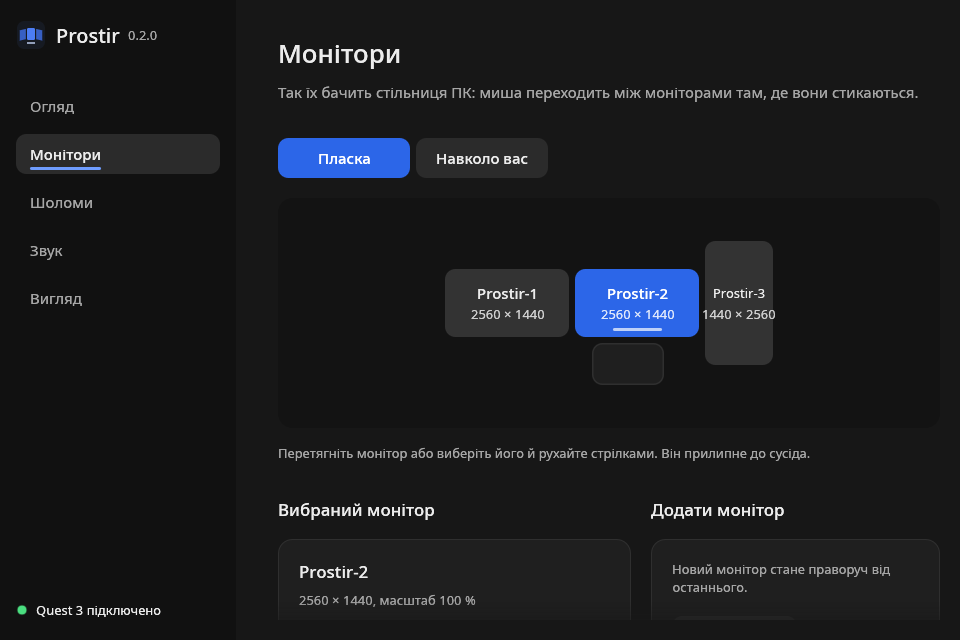 Prostir 0.2.0
Огляд
Монітори
Шоломи
Звук
Вигляд
Quest 3 підключено
Монітори
Так їх бачить стільниця ПК: миша переходить між моніторами там, де вони стикаються.
Пласка
Навколо вас
Prostir-1
2560 × 1440
Prostir-2
2560 × 1440
Prostir-3
1440 × 2560
Перетягніть монітор або виберіть його й рухайте стрілками. Він прилипне до сусіда.
Вибраний монітор
Prostir-2
2560 × 1440, масштаб 100 %
Додати монітор
Новий монітор стане праворуч від
останнього.